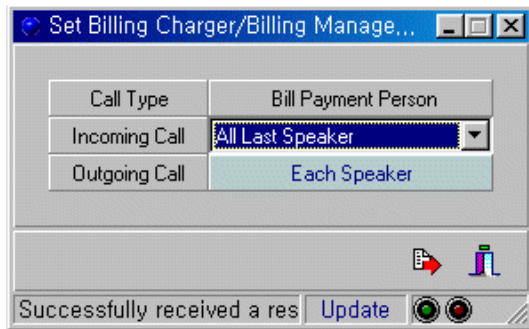 Set Billing Charger/Billing Manage...
Call Type Bill Payment Person
Incoming Call All Last Speaker
Outgoing Call Each Speaker
Successfully received a res Update